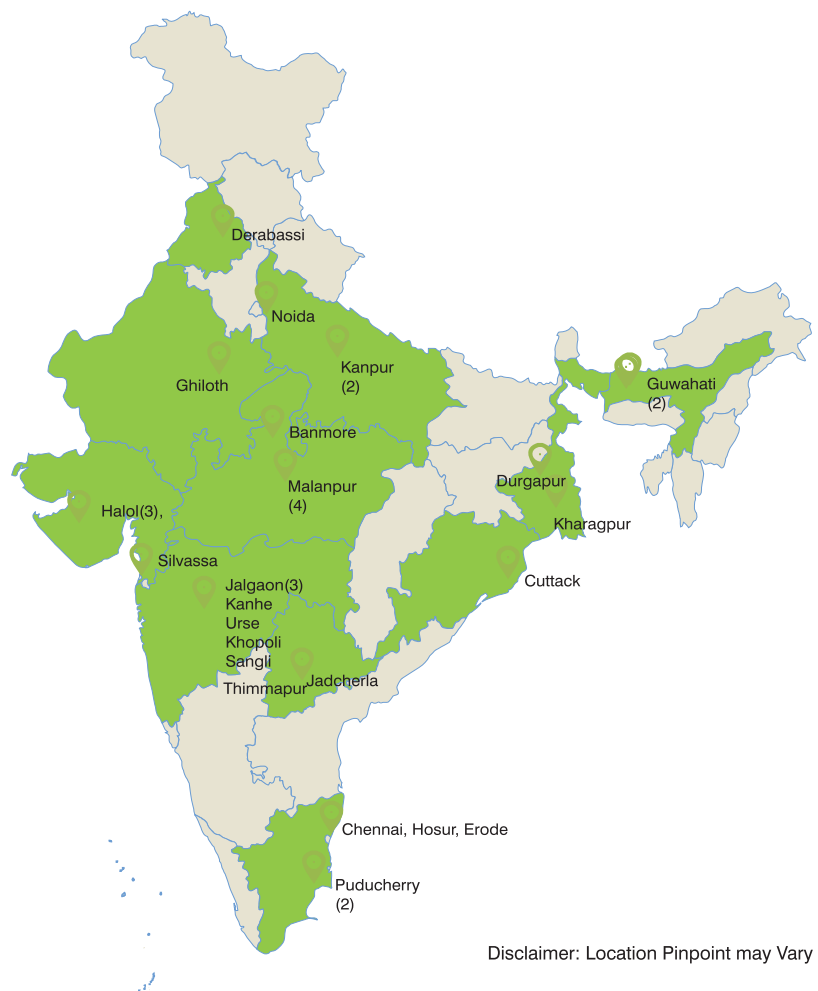 Derabassi
Noida
Kanpur
(2)
Ghiloth
Guwahati
(2)
Banmore
Malanpur
(4)
Durgapur
Halol(3),
Kharagpur
Silvassa
Cuttack
Jalgaon(3)
Kanhe
Urse
Khopoli
Sangli
Jadcherla
Thimmapur
Chennai, Hosur, Erode
Puducherry
(2)
Disclaimer: Location Pinpoint may Vary